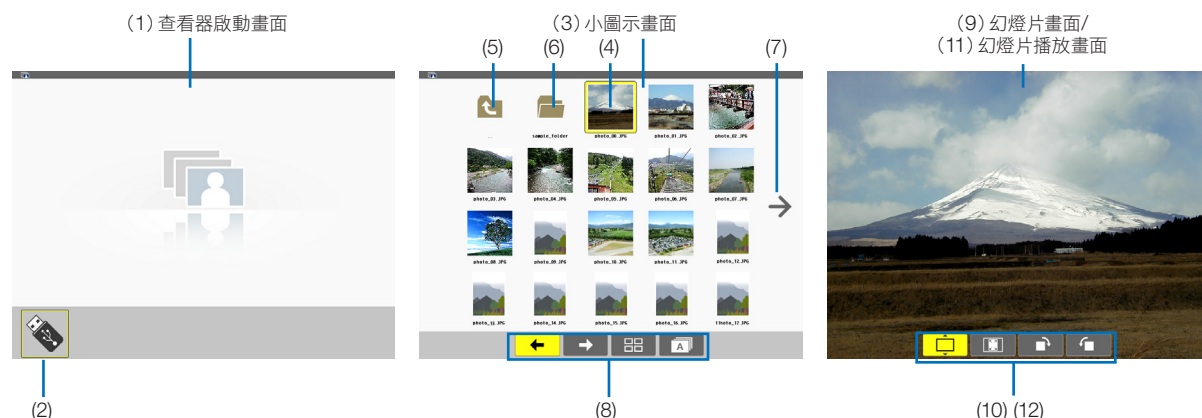 （1）查看器啟動畫面
（3）小圖示畫面
（9）幻燈片畫面/
（11）幻燈片播放畫面
(5)
(6)
(4)
(7)
sample_folder
photo_00.JPG
photo_01.JPG
photo_02.JPG
photo_03.JPG
photo_04.JPG
photo_05.JPG
photo_06.JPG
photo_07.JPG
photo_08.JPG
photo_09.JPG
photo_10.JPG
photo_11.JPG
photo_12.JPG
photo_13.JPG
photo_14.JPG
photo_15.JPG
photo_16.JPG
A
(2)
(8)
(10) (12)